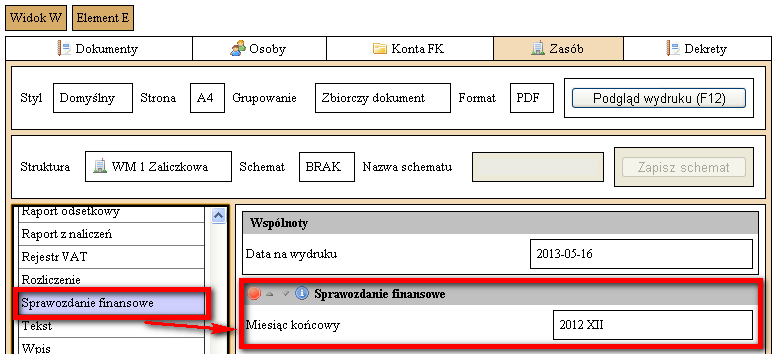 Widok W Element E
Dokumenty Osoby Konta FK Zasób Dekrety
Styl Domyślny Strona A4 Grupowanie Zbiorczy dokument Format PDF Podgląd wydruku (F12)
Struktura WM 1 Zaliczkowa Schemat BRAK Nazwa schematu Zapisz schemat
Raport odsetkowy
Raport z naliczeń
Rejestr VAT
Rozliczenie
Sprawozdanie finansowe
Tekst
Wpis
Wspólnoty
Data na wydruku 2013-05-16
Sprawozdanie finansowe
Miesiąc końcowy 2012 XII